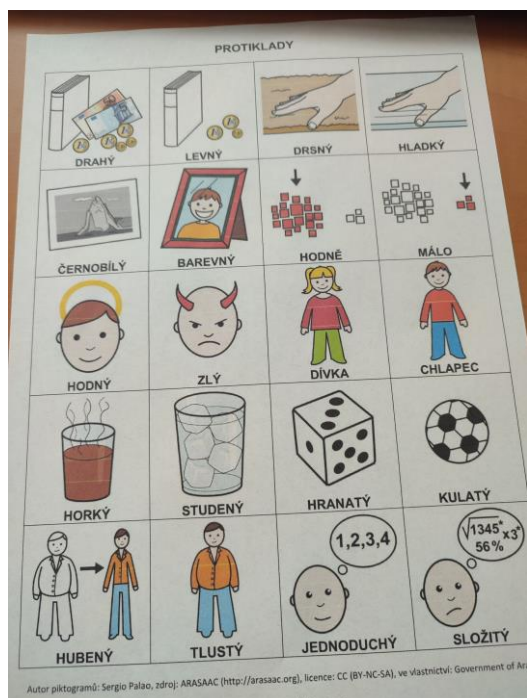 PROTIKLADY
DRAHÝ LEVNÝ DRSNÝ HLADKÝ
ČERNOBÍLÝ BAREVNÝ HODNĚ MÁLO
HODNÝ ZLÝ DÍVKA CHLAPEC
HORKÝ STUDENÝ HRANATÝ KULATÝ
1,2,3,4 √1345* x3*
56%
HUBENÝ TLUSTÝ JEDNODUCHÝ SLOŽITÝ
Autor piktogramů: Sergio Palao, zdroj: ARASAAC (http://arasaac.org), licence: CC (BY-NC-SA), ve vlastnictví: Government of